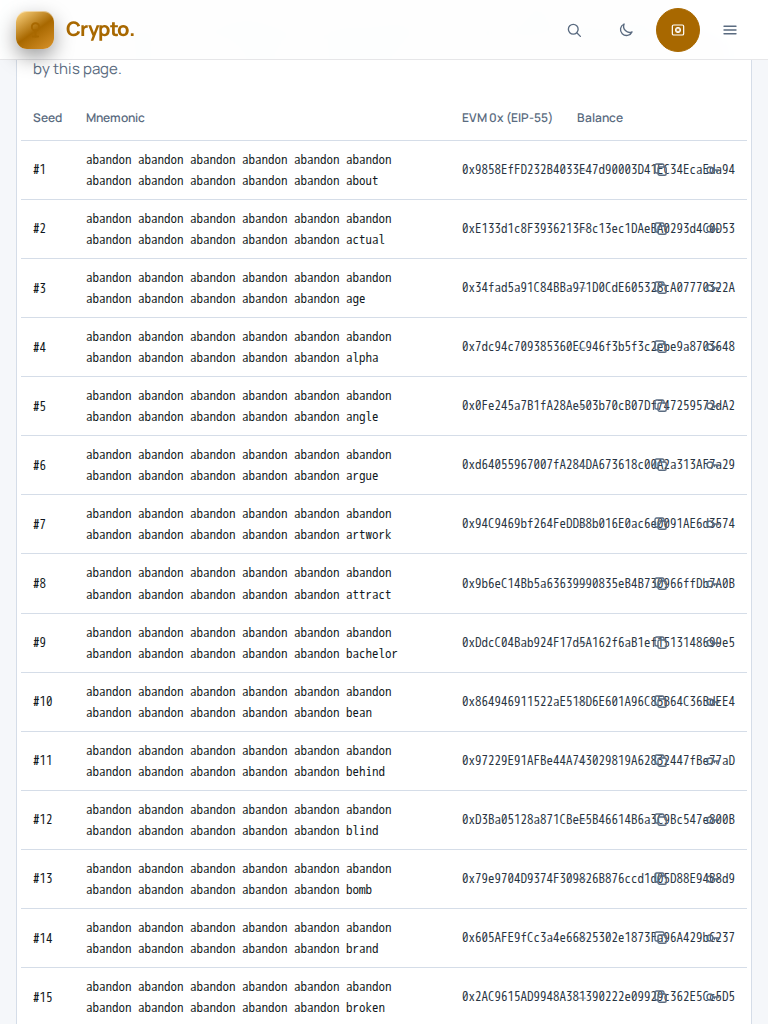 Crypto.
by this page.
Seed Mnemonic EVM 0x (EIP-55) Balance
#1 abandon abandon abandon abandon abandon abandon
abandon abandon abandon abandon abandon about
#2 abandon abandon abandon abandon abandon abandon
abandon abandon abandon abandon abandon actual
#3 abandon abandon abandon abandon abandon abandon
abandon abandon abandon abandon abandon age
#4 abandon abandon abandon abandon abandon abandon
abandon abandon abandon abandon abandon alpha
#5 abandon abandon abandon abandon abandon abandon
abandon abandon abandon abandon abandon angle
#6 abandon abandon abandon abandon abandon abandon
abandon abandon abandon abandon abandon argue
#7 abandon abandon abandon abandon abandon abandon
abandon abandon abandon abandon abandon artwork
#8 abandon abandon abandon abandon abandon abandon
abandon abandon abandon abandon abandon attract
#9 abandon abandon abandon abandon abandon abandon
abandon abandon abandon abandon abandon bachelor
#10 abandon abandon abandon abandon abandon abandon
abandon abandon abandon abandon abandon bean
#11 abandon abandon abandon abandon abandon abandon
abandon abandon abandon abandon abandon behind
#12 abandon abandon abandon abandon abandon abandon
abandon abandon abandon abandon abandon blind
#13 abandon abandon abandon abandon abandon abandon
abandon abandon abandon abandon abandon bomb
#14 abandon abandon abandon abandon abandon abandon
abandon abandon abandon abandon abandon brand
#15 abandon abandon abandon abandon abandon abandon
abandon abandon abandon abandon abandon broken